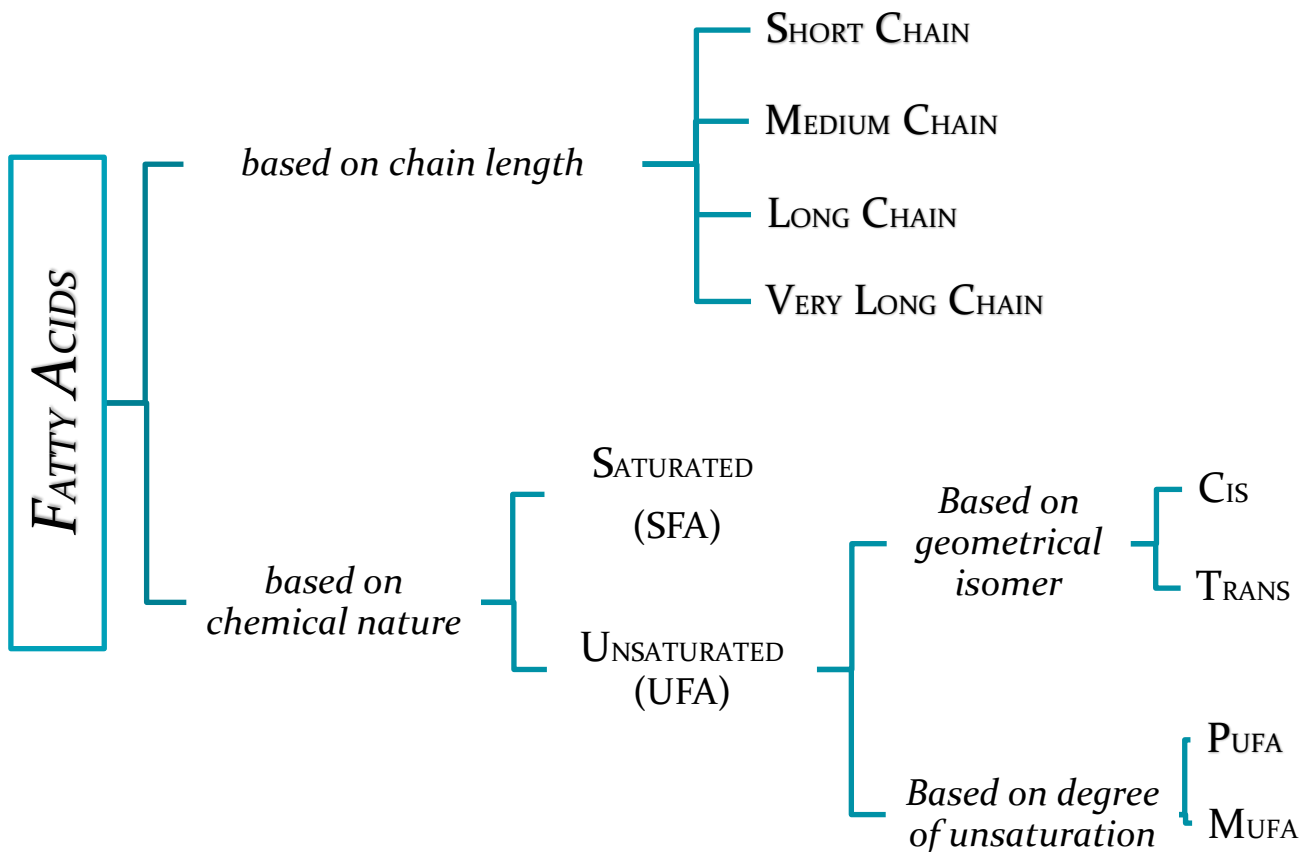 FATTY ACIDS
based on chain length
SHORT CHAIN
MEDIUM CHAIN
LONG CHAIN
VERY LONG CHAIN
based on
chemical nature
SATURATED
(SFA)
UNSATURATED
(UFA)
Based on
geometrical
isomer
CIS
TRANS
Based on degree
of unsaturation
PUFA
MUFA